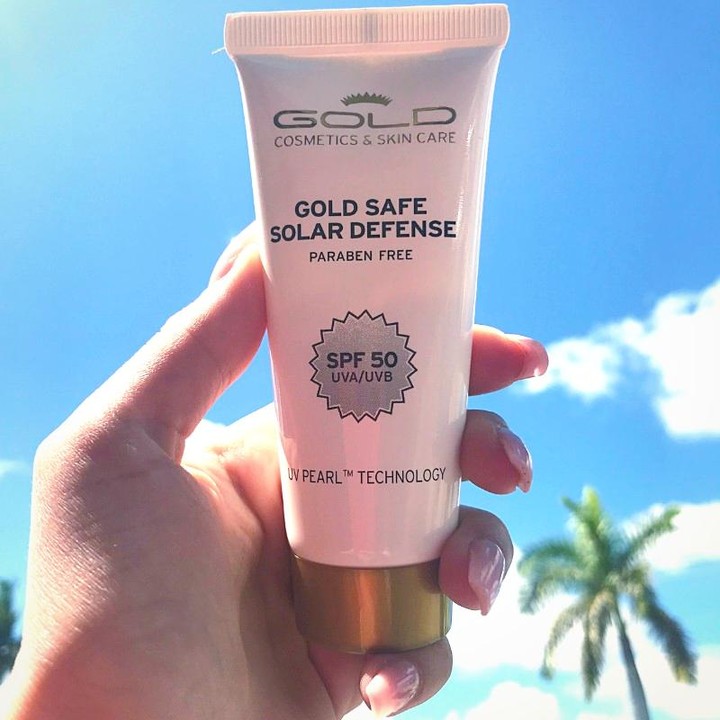 GOLD
COSMETICS & SKIN CARE
GOLD SAFE
SOLAR DEFENSE
PARABEN FREE
SPF 50
UVA/UVB
UV PEARL™ TECHNOLOGY